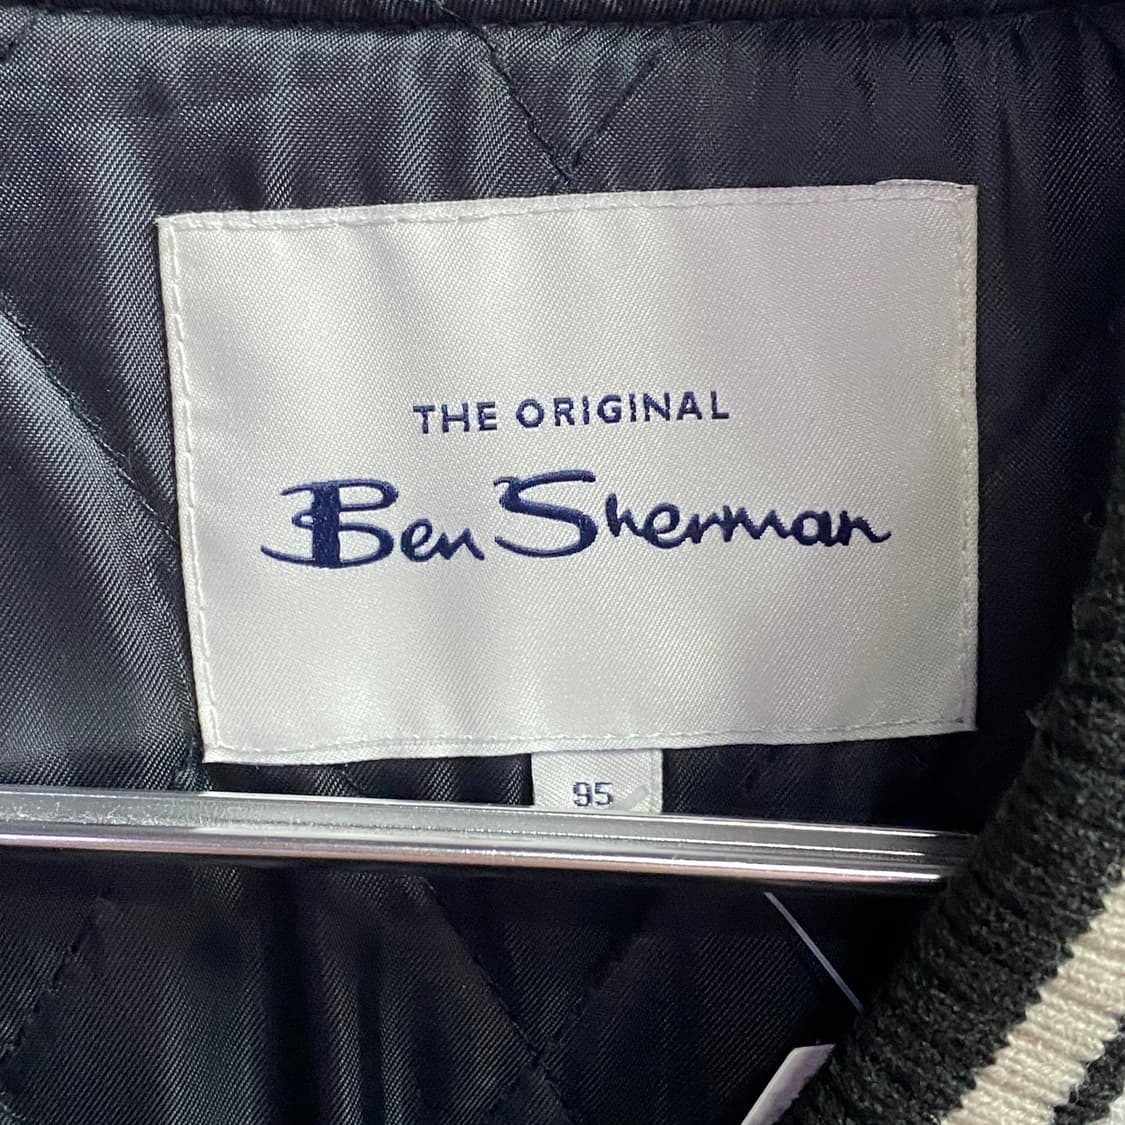 THE ORIGINAL
Ben Sherman
95